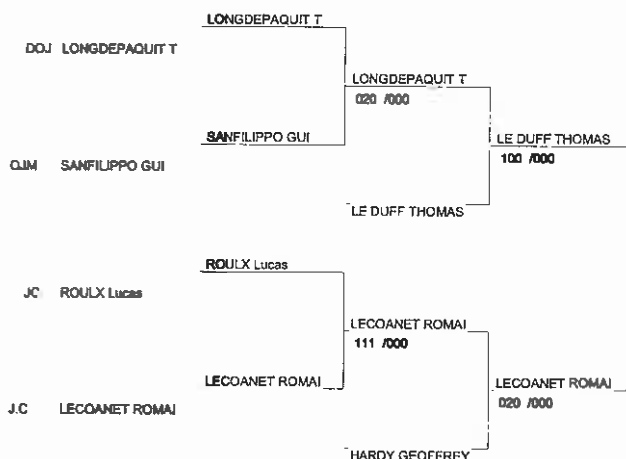 LONGDEPAQUIT T
DOJ LONGDEPAQUIT T
LONGDEPAQUIT T
020 /000
SANFILIPPO GUI
LE DUFF THOMAS
100 /000
OJM SANFILIPPO GUI
LE DUFF THOMAS
ROULX Lucas
JC ROULX Lucas
LECOANET ROMAI
111 /000
LECOANET ROMAI
LECOANET ROMAI
020 /000
J.C LECOANET ROMAI
HARDY GEOFFREY